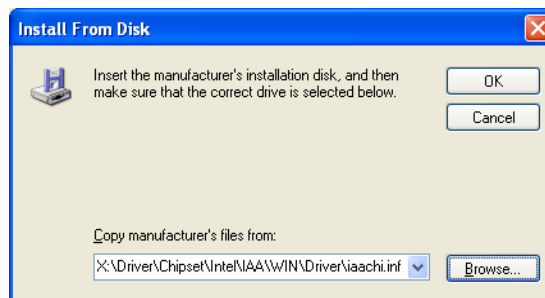 Install From Disk
Insert the manufacturer's installation disk, and then
make sure that the correct drive is selected below.
OK
Cancel
Copy manufacturer's files from:
X:\Driver\Chipset\Intel\IAA\WIN\Driver\iaachi.inf
Browse...